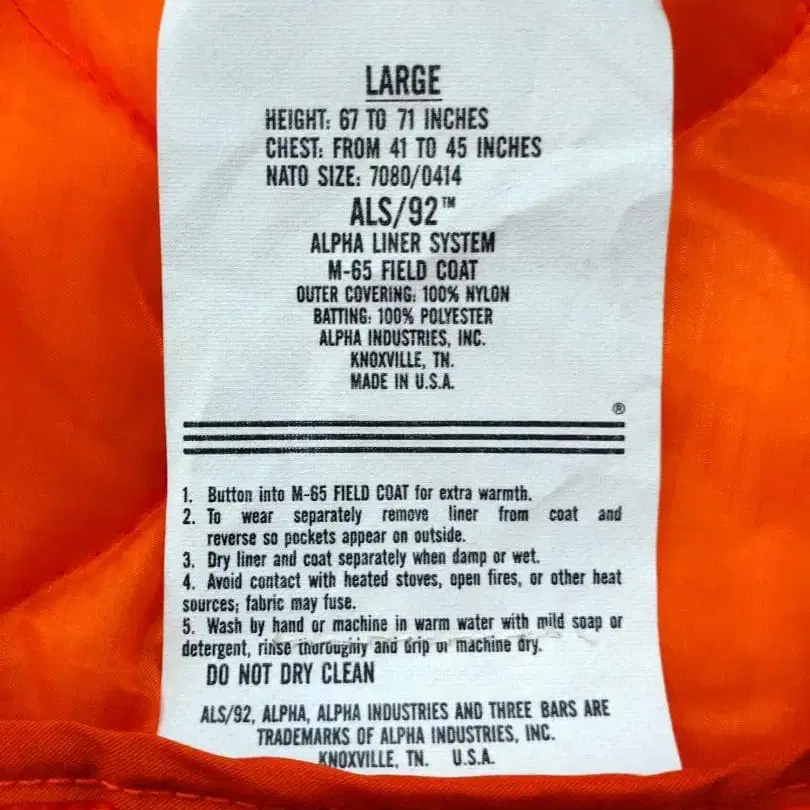 LARGE
HEIGHT: 67 TO 71 INCHES
CHEST: FROM 41 TO 45 INCHES
NATO SIZE: 7080/0414
ALS/92™
ALPHA LINER SYSTEM
M-65 FIELD COAT
OUTER COVERING: 100% NYLON
BATTING: 100% POLYESTER
ALPHA INDUSTRIES, INC.
KNOXVILLE, TN.
MADE IN U.S.A.
®
1. Button into M-65 FIELD COAT for extra warmth.
2. To wear separately remove liner from coat and
reverse so pockets appear on outside.
3. Dry liner and coat separately when damp or wet.
4. Avoid contact with heated stoves, open fires, or other heat
sources; fabric may fuse.
5. Wash by hand or machine in warm water with mild soap or
detergent, rinse thoroughly and drip or machine dry.
DO NOT DRY CLEAN
ALS/92, ALPHA, ALPHA INDUSTRIES AND THREE BARS ARE
TRADEMARKS OF ALPHA INDUSTRIES, INC.
KNOXVILLE, TN. U.S.A.